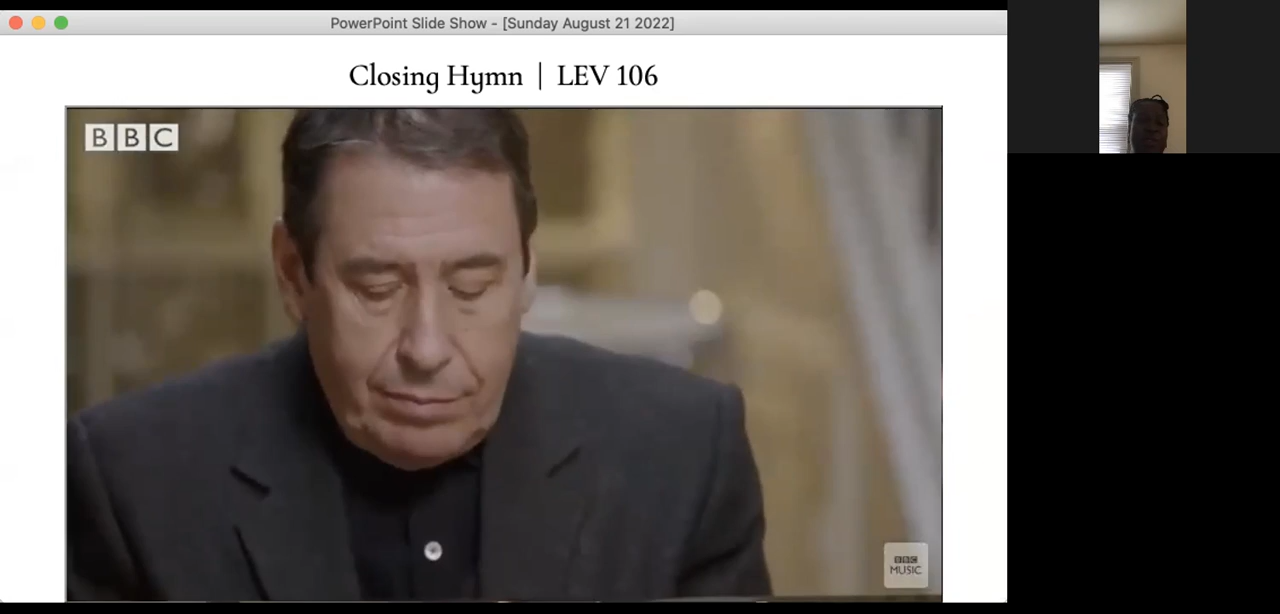 PowerPoint Slide Show - [Sunday August 21 2022]
Closing Hymn | LEV 106
BBC
BBC
MUSIC